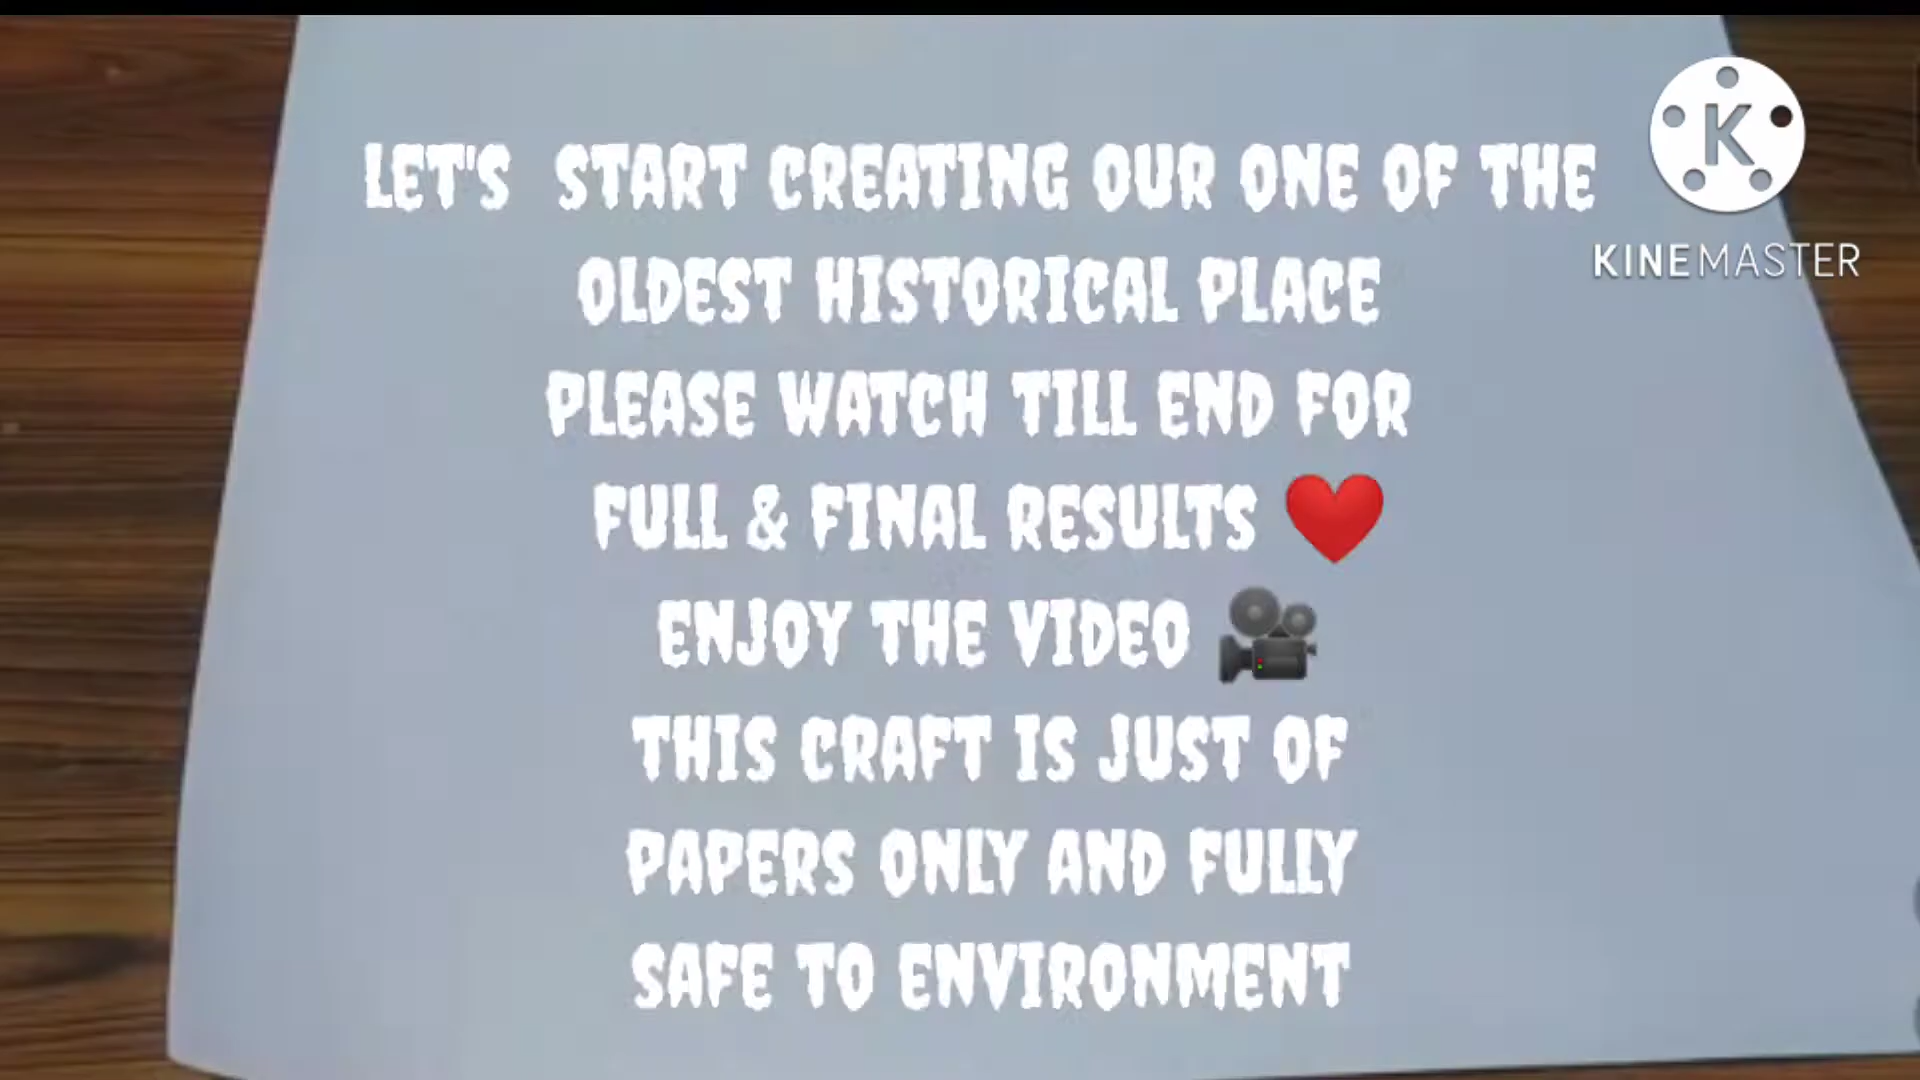 LET'S START CREATING OUR ONE OF THE
OLDEST HISTORICAL PLACE
PLEASE WATCH TILL END FOR
FULL & FINAL RESULTS ❤️
ENJOY THE VIDEO 🎥
THIS CRAFT IS JUST OF
PAPERS ONLY AND FULLY
SAFE TO ENVIRONMENT
K
KINEMASTER